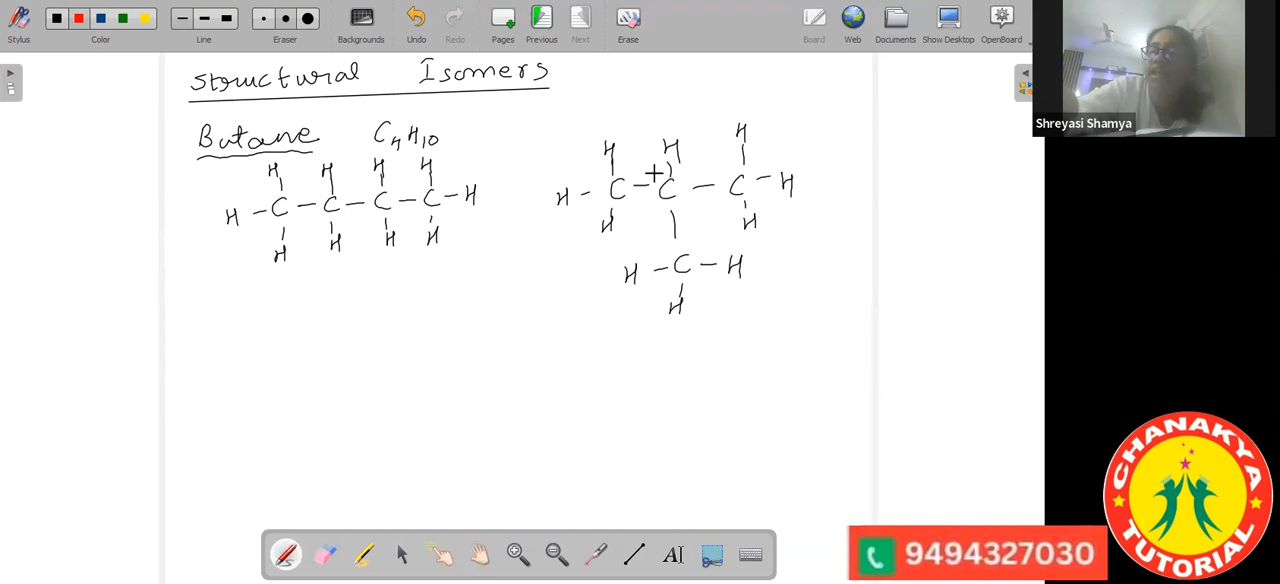 Stylus Color Line Eraser Backgrounds Undo Redo Pages Previous Next Erase Board Web Documents Show Desktop OpenBoard
Shreyasi Shamya
Structural Isomers
Butane C4H10
H H H H
H - C - C - C - C - H
H H H H
H H H
H - C - C - C - H
H H
H - C - H
H
CHANAKYA
TUTORIAL
9494327030